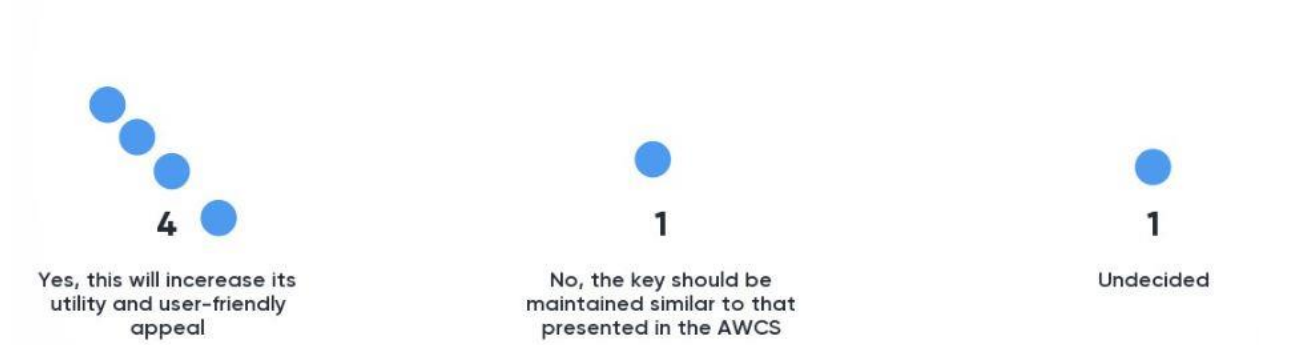 4
Yes, this will incerease its
utility and user-friendly
appeal
1
No, the key should be
maintained similar to that
presented in the AWCS
1
Undecided